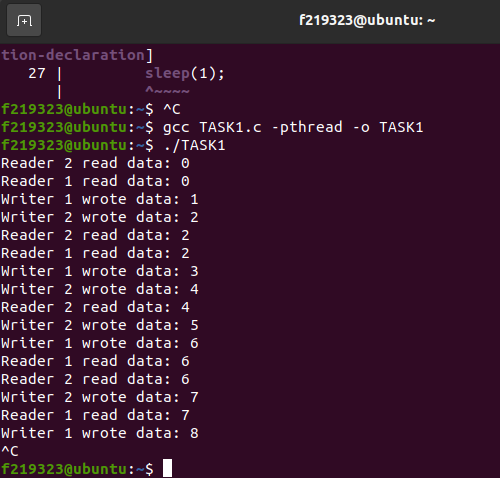 f219323@ubuntu: ~
tion-declaration]
27 | sleep(1);
| ^~~~~
f219323@ubuntu:~$ ^C
f219323@ubuntu:~$ gcc TASK1.c -pthread -o TASK1
f219323@ubuntu:~$ ./TASK1
Reader 2 read data: 0
Reader 1 read data: 0
Writer 1 wrote data: 1
Writer 2 wrote data: 2
Reader 2 read data: 2
Reader 1 read data: 2
Writer 1 wrote data: 3
Writer 2 wrote data: 4
Reader 2 read data: 4
Writer 2 wrote data: 5
Writer 1 wrote data: 6
Reader 1 read data: 6
Reader 2 read data: 6
Writer 2 wrote data: 7
Reader 1 read data: 7
Writer 1 wrote data: 8
^C
f219323@ubuntu:~$